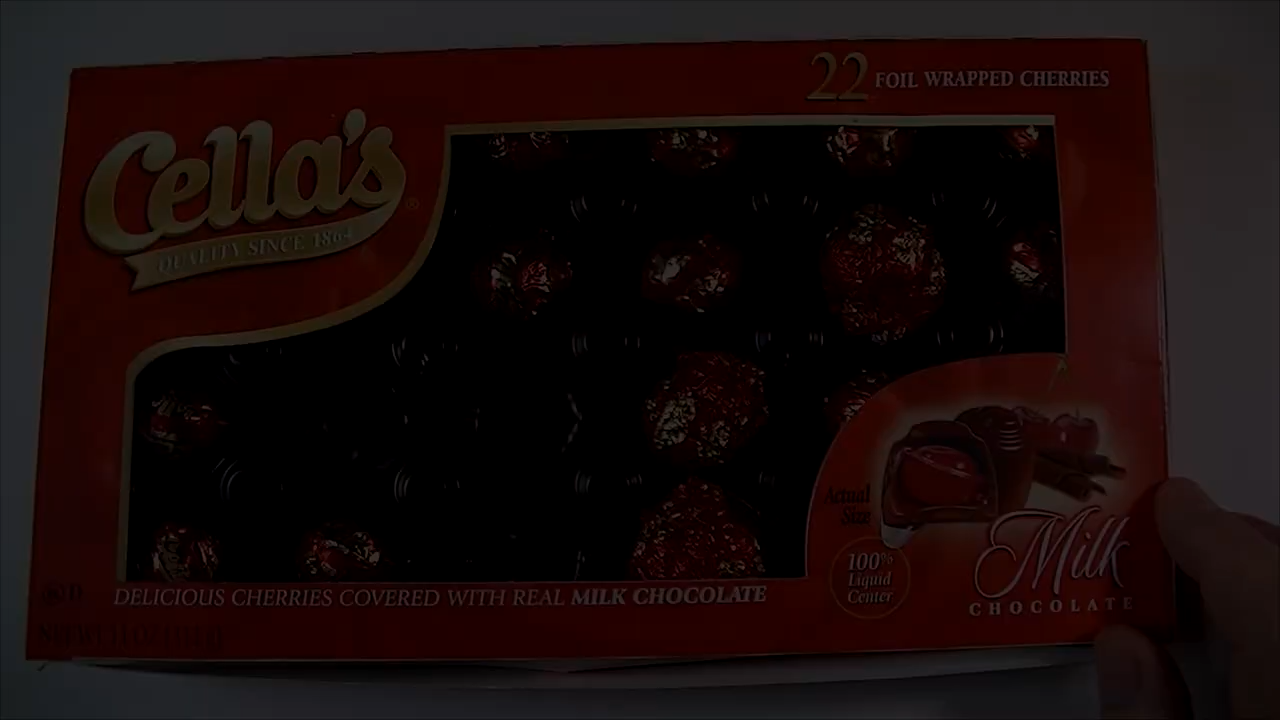 22 FOIL WRAPPED CHERRIES
Cella's®
QUALITY SINCE 1864
Actual
Size
100%
Liquid
Center
Milk
CHOCOLATE
DELICIOUS CHERRIES COVERED WITH REAL MILK CHOCOLATE